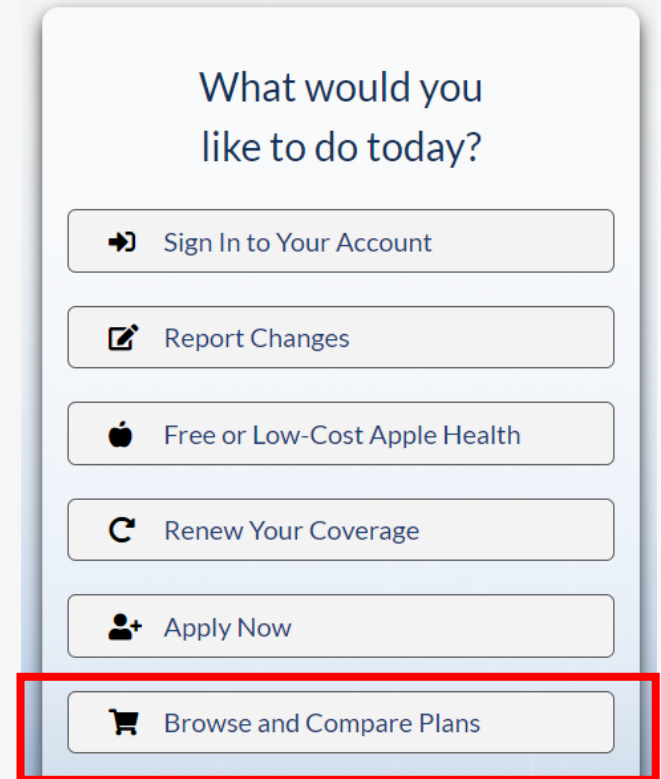 What would you
like to do today?
Sign In to Your Account
Report Changes
Free or Low-Cost Apple Health
Renew Your Coverage
Apply Now
Browse and Compare Plans